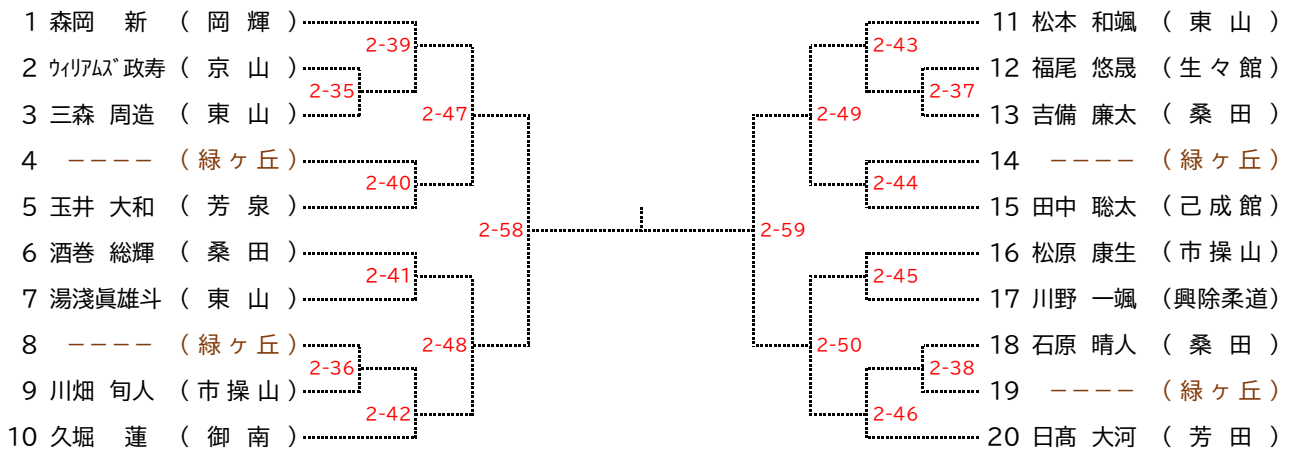 1 森岡 新 ( 岡 輝 )
2 ウィリアムズ 政寿 ( 京 山 )
3 三森 周造 ( 東 山 )
4 −−−− ( 緑 ヶ 丘 )
5 玉井 大和 ( 芳 泉 )
6 酒巻 総輝 ( 桑 田 )
7 湯淺眞雄斗 ( 東 山 )
8 −−−− ( 緑 ヶ 丘 )
9 川畑 旬人 ( 市 操 山 )
10 久堀 蓮 ( 御 南 )
2-39
2-35
2-47
2-40
2-58
2-41
2-48
2-36
2-42
2-43
2-37
2-49
2-44
2-59
2-45
2-50
2-38
2-46
11 松本 和颯 ( 東 山 )
12 福尾 悠晟 ( 生 々 館 )
13 吉備 廉太 ( 桑 田 )
14 −−−− ( 緑 ヶ 丘 )
15 田中 聡太 ( 己 成 館 )
16 松原 康生 ( 市 操 山 )
17 川野 一颯 (興除柔道)
18 石原 晴人 ( 桑 田 )
19 −−−− ( 緑 ヶ 丘 )
20 日髙 大河 ( 芳 田 )